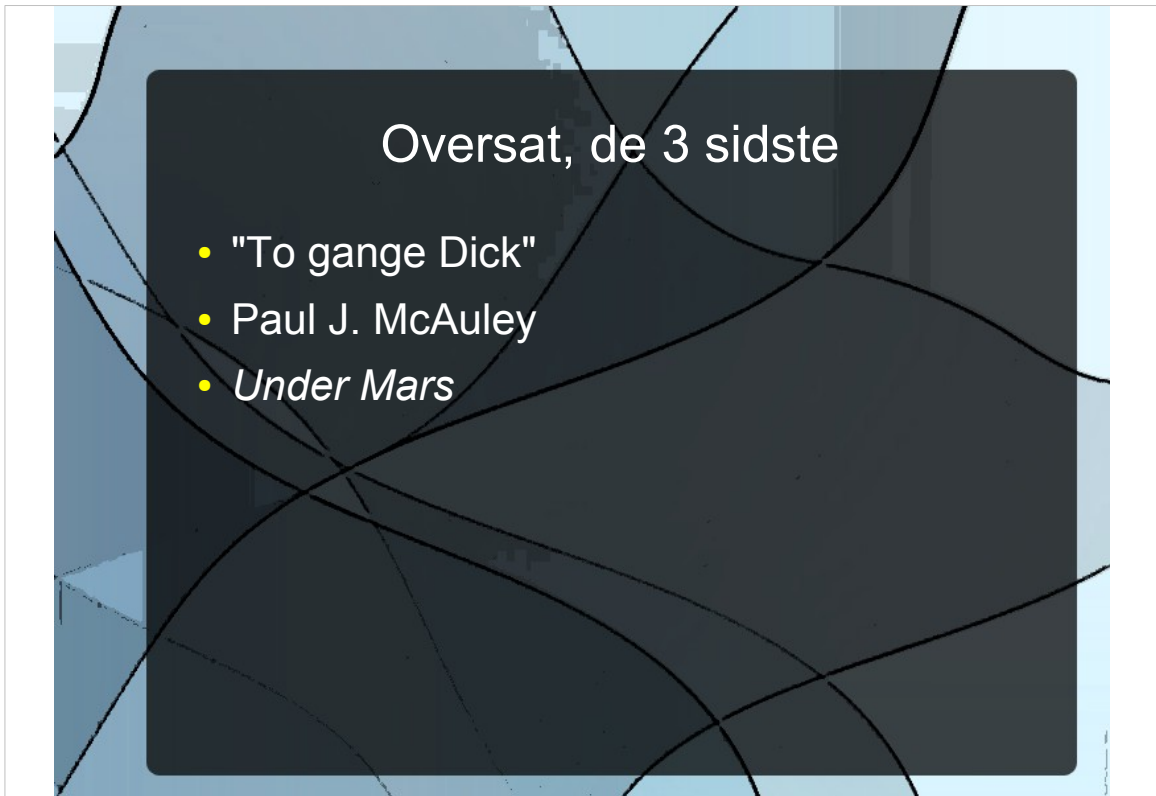 Oversat, de 3 sidste
• "To gange Dick"
• Paul J. McAuley
• Under Mars